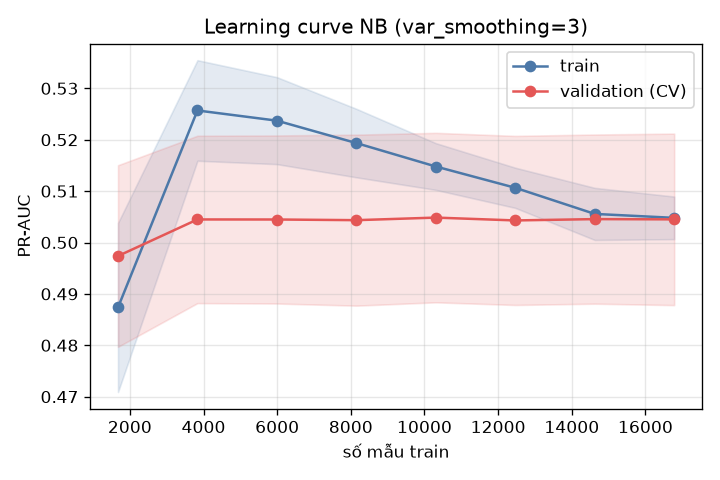 Learning curve NB (var_smoothing=3)
train
validation (CV)
PR-AUC
0.53
0.52
0.51
0.50
0.49
0.48
0.47
2000 4000 6000 8000 10000 12000 14000 16000
số mẫu train